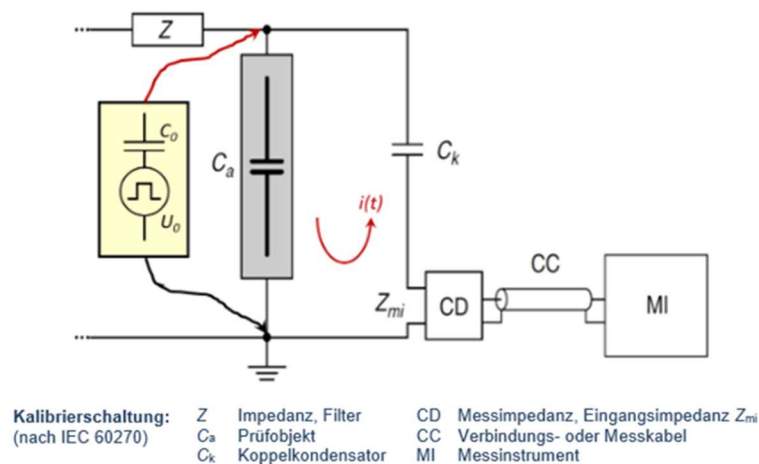 Z
C₀
U₀
Cₐ
Cₖ
i(t)
Zₘᵢ
CD
CC
MI
Kalibrierschaltung:
(nach IEC 60270)
Z Impedanz, Filter
Cₐ Prüfobjekt
Cₖ Koppelkondensator
CD Messimpedanz, Eingangsimpedanz Zₘᵢ
CC Verbindungs- oder Messkabel
MI Messinstrument